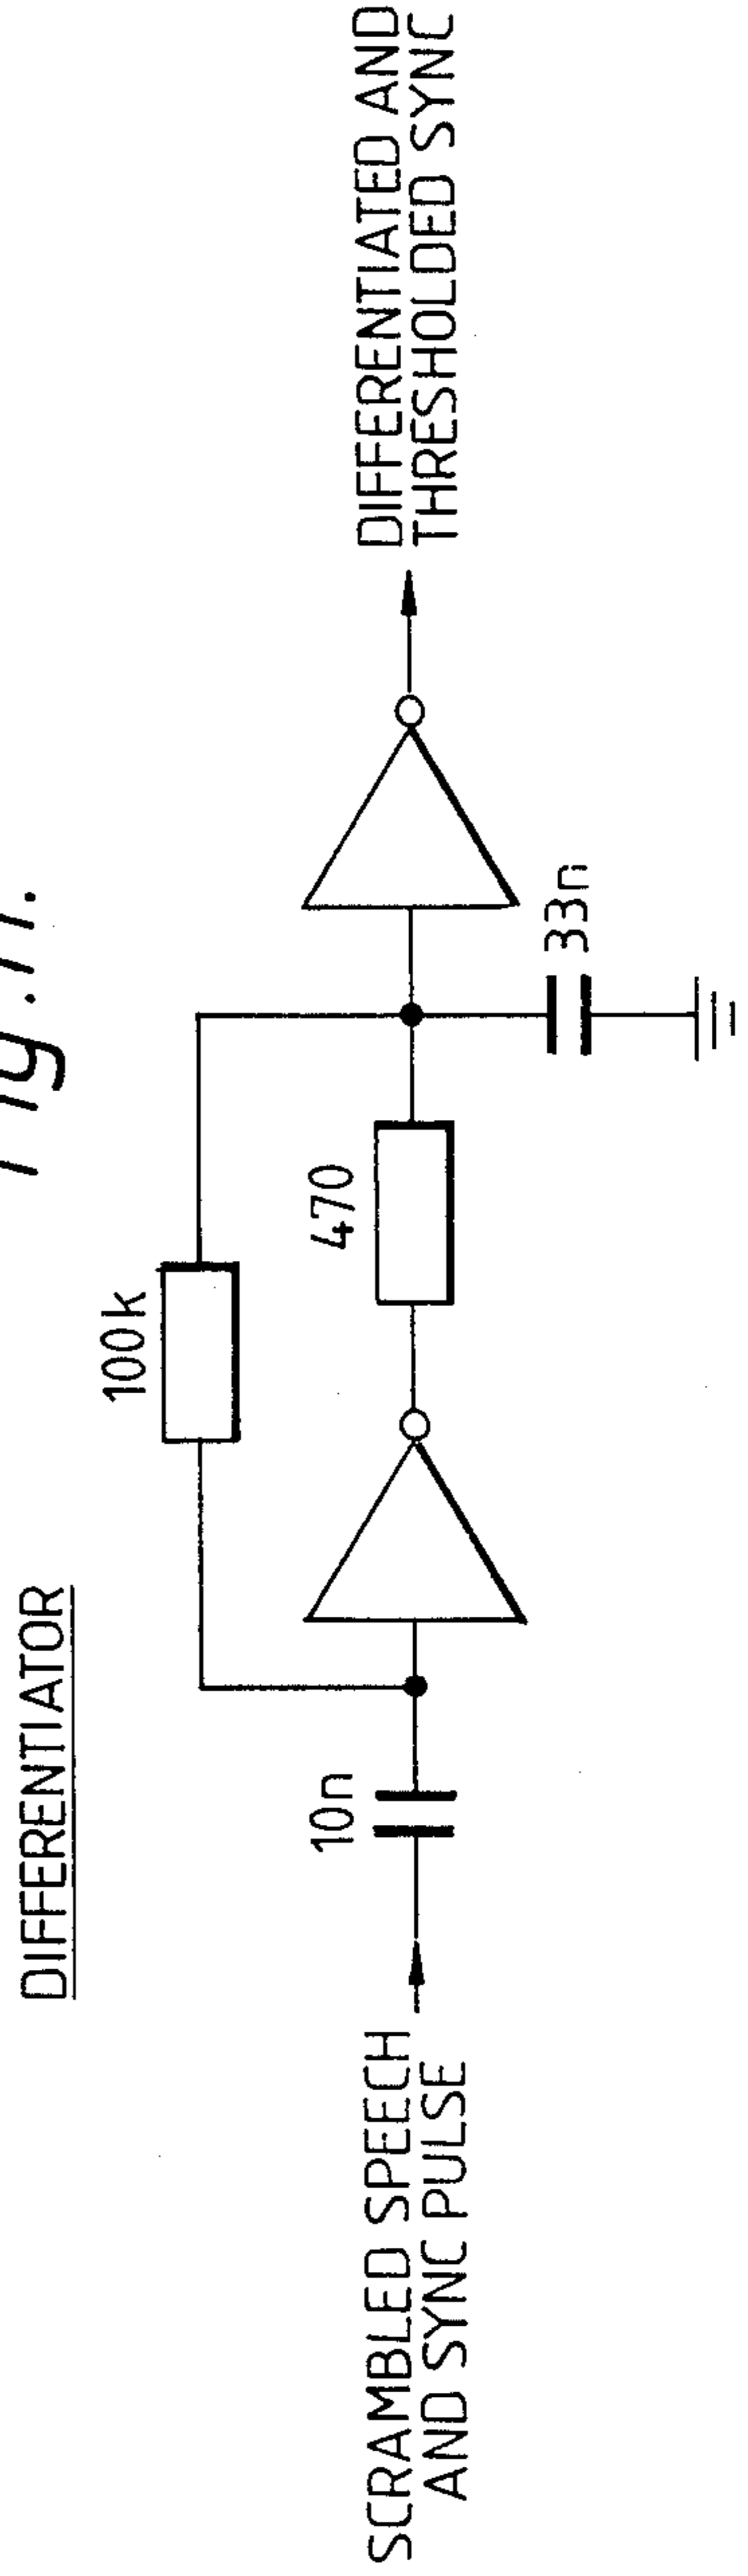 DIFFERENTIATOR
100k
10n
470
33n
SCRAMBLED SPEECH
AND SYNC PULSE
DIFFERENTIATED AND
THRESHOLDED SYNC